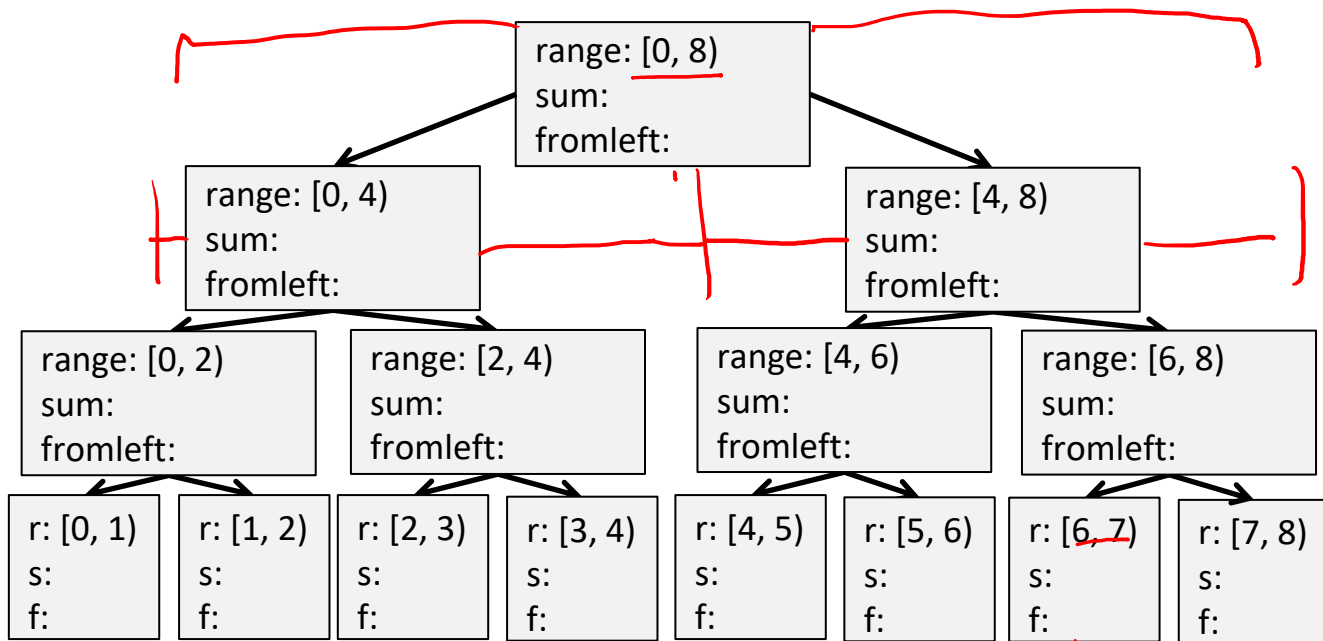 range: [0, 8)
sum:
fromleft:
range: [0, 4)
sum:
fromleft:
range: [4, 8)
sum:
fromleft:
range: [0, 2)
sum:
fromleft:
range: [2, 4)
sum:
fromleft:
range: [4, 6)
sum:
fromleft:
range: [6, 8)
sum:
fromleft:
r: [0, 1)
s:
f:
r: [1, 2)
s:
f:
r: [2, 3)
s:
f:
r: [3, 4)
s:
f:
r: [4, 5)
s:
f:
r: [5, 6)
s:
f:
r: [6, 7)
s:
f:
r: [7, 8)
s:
f: